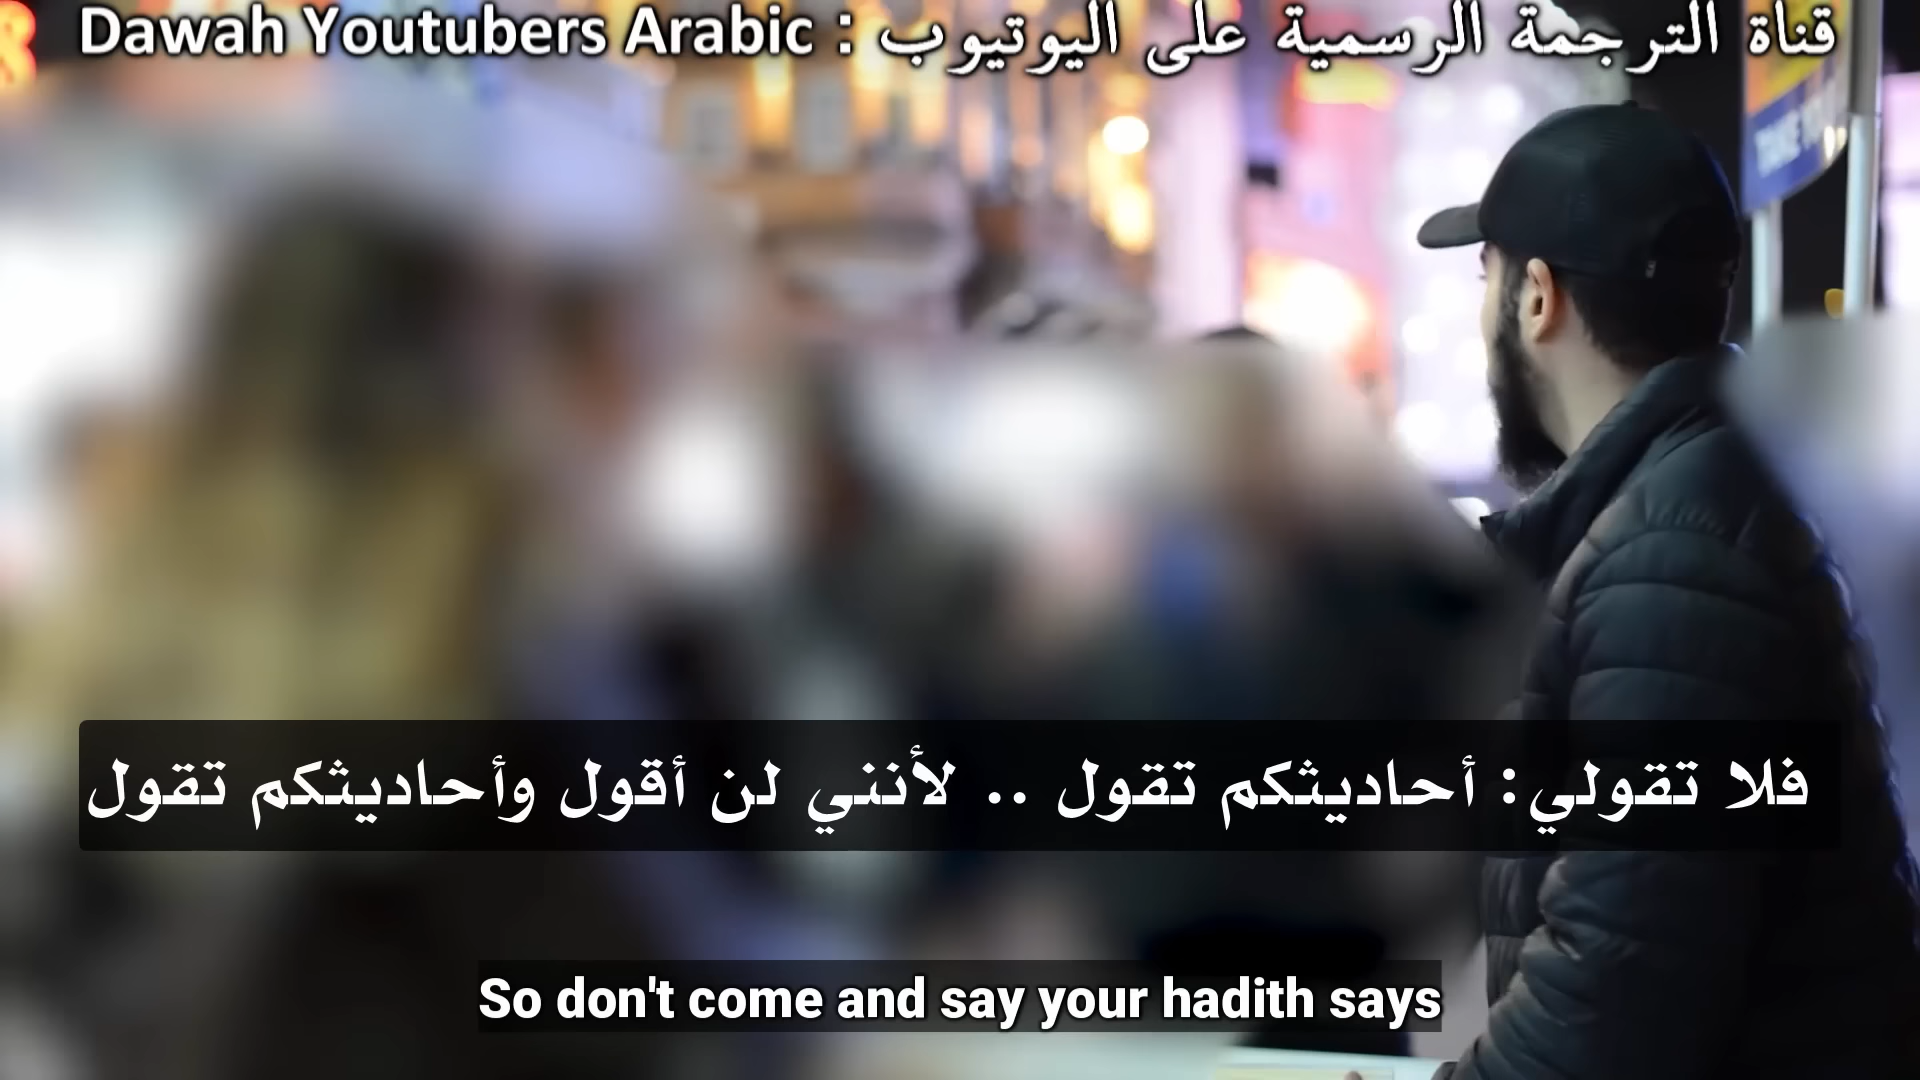 Dawah Youtubers Arabic : قناة الترجمة الرسمية على اليوتيوب
فلا تقولي: أحاديثكم تقول .. لأنني لن أقول وأحاديثكم تقول
So don't come and say your hadith says